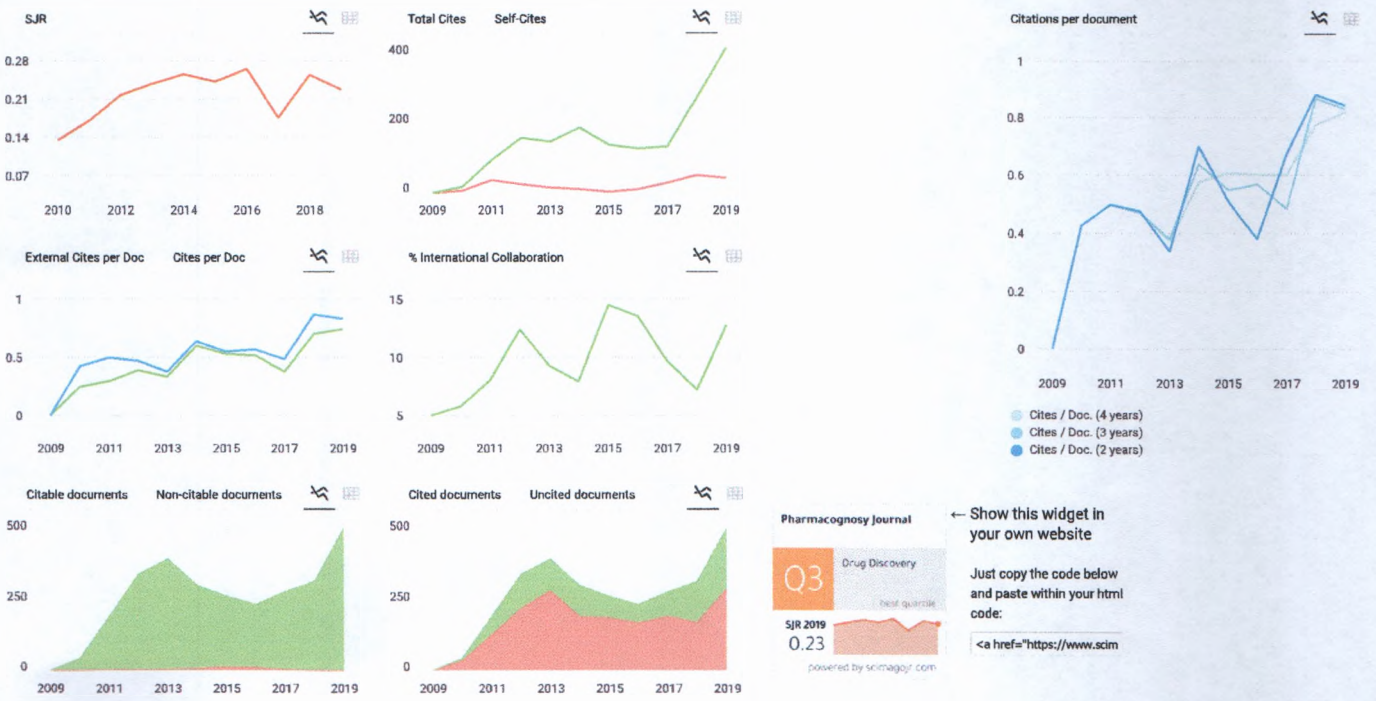 SJR
0.28
0.21
0.14
0.07
2010 2012 2014 2016 2018
Total Cites Self-Cites
400
200
0
2009 2011 2013 2015 2017 2019
Citations per document
1
0.8
0.6
0.4
0.2
0
2009 2011 2013 2015 2017 2019
Cites / Doc. (4 years)
Cites / Doc. (3 years)
Cites / Doc. (2 years)
External Cites per Doc Cites per Doc
1
0.5
0
2009 2011 2013 2015 2017 2019
% International Collaboration
15
10
5
2009 2011 2013 2015 2017 2019
Citable documents Non-citable documents
500
250
0
2009 2011 2013 2015 2017 2019
Cited documents Uncited documents
500
250
0
2009 2011 2013 2015 2017 2019
Pharmacognosy Journal
Q3
Drug Discovery
best quartile
SJR 2019
0.23
powered by scimagojr.com
← Show this widget in
your own website
Just copy the code below
and paste within your html
code:
<a href="https://www.scim